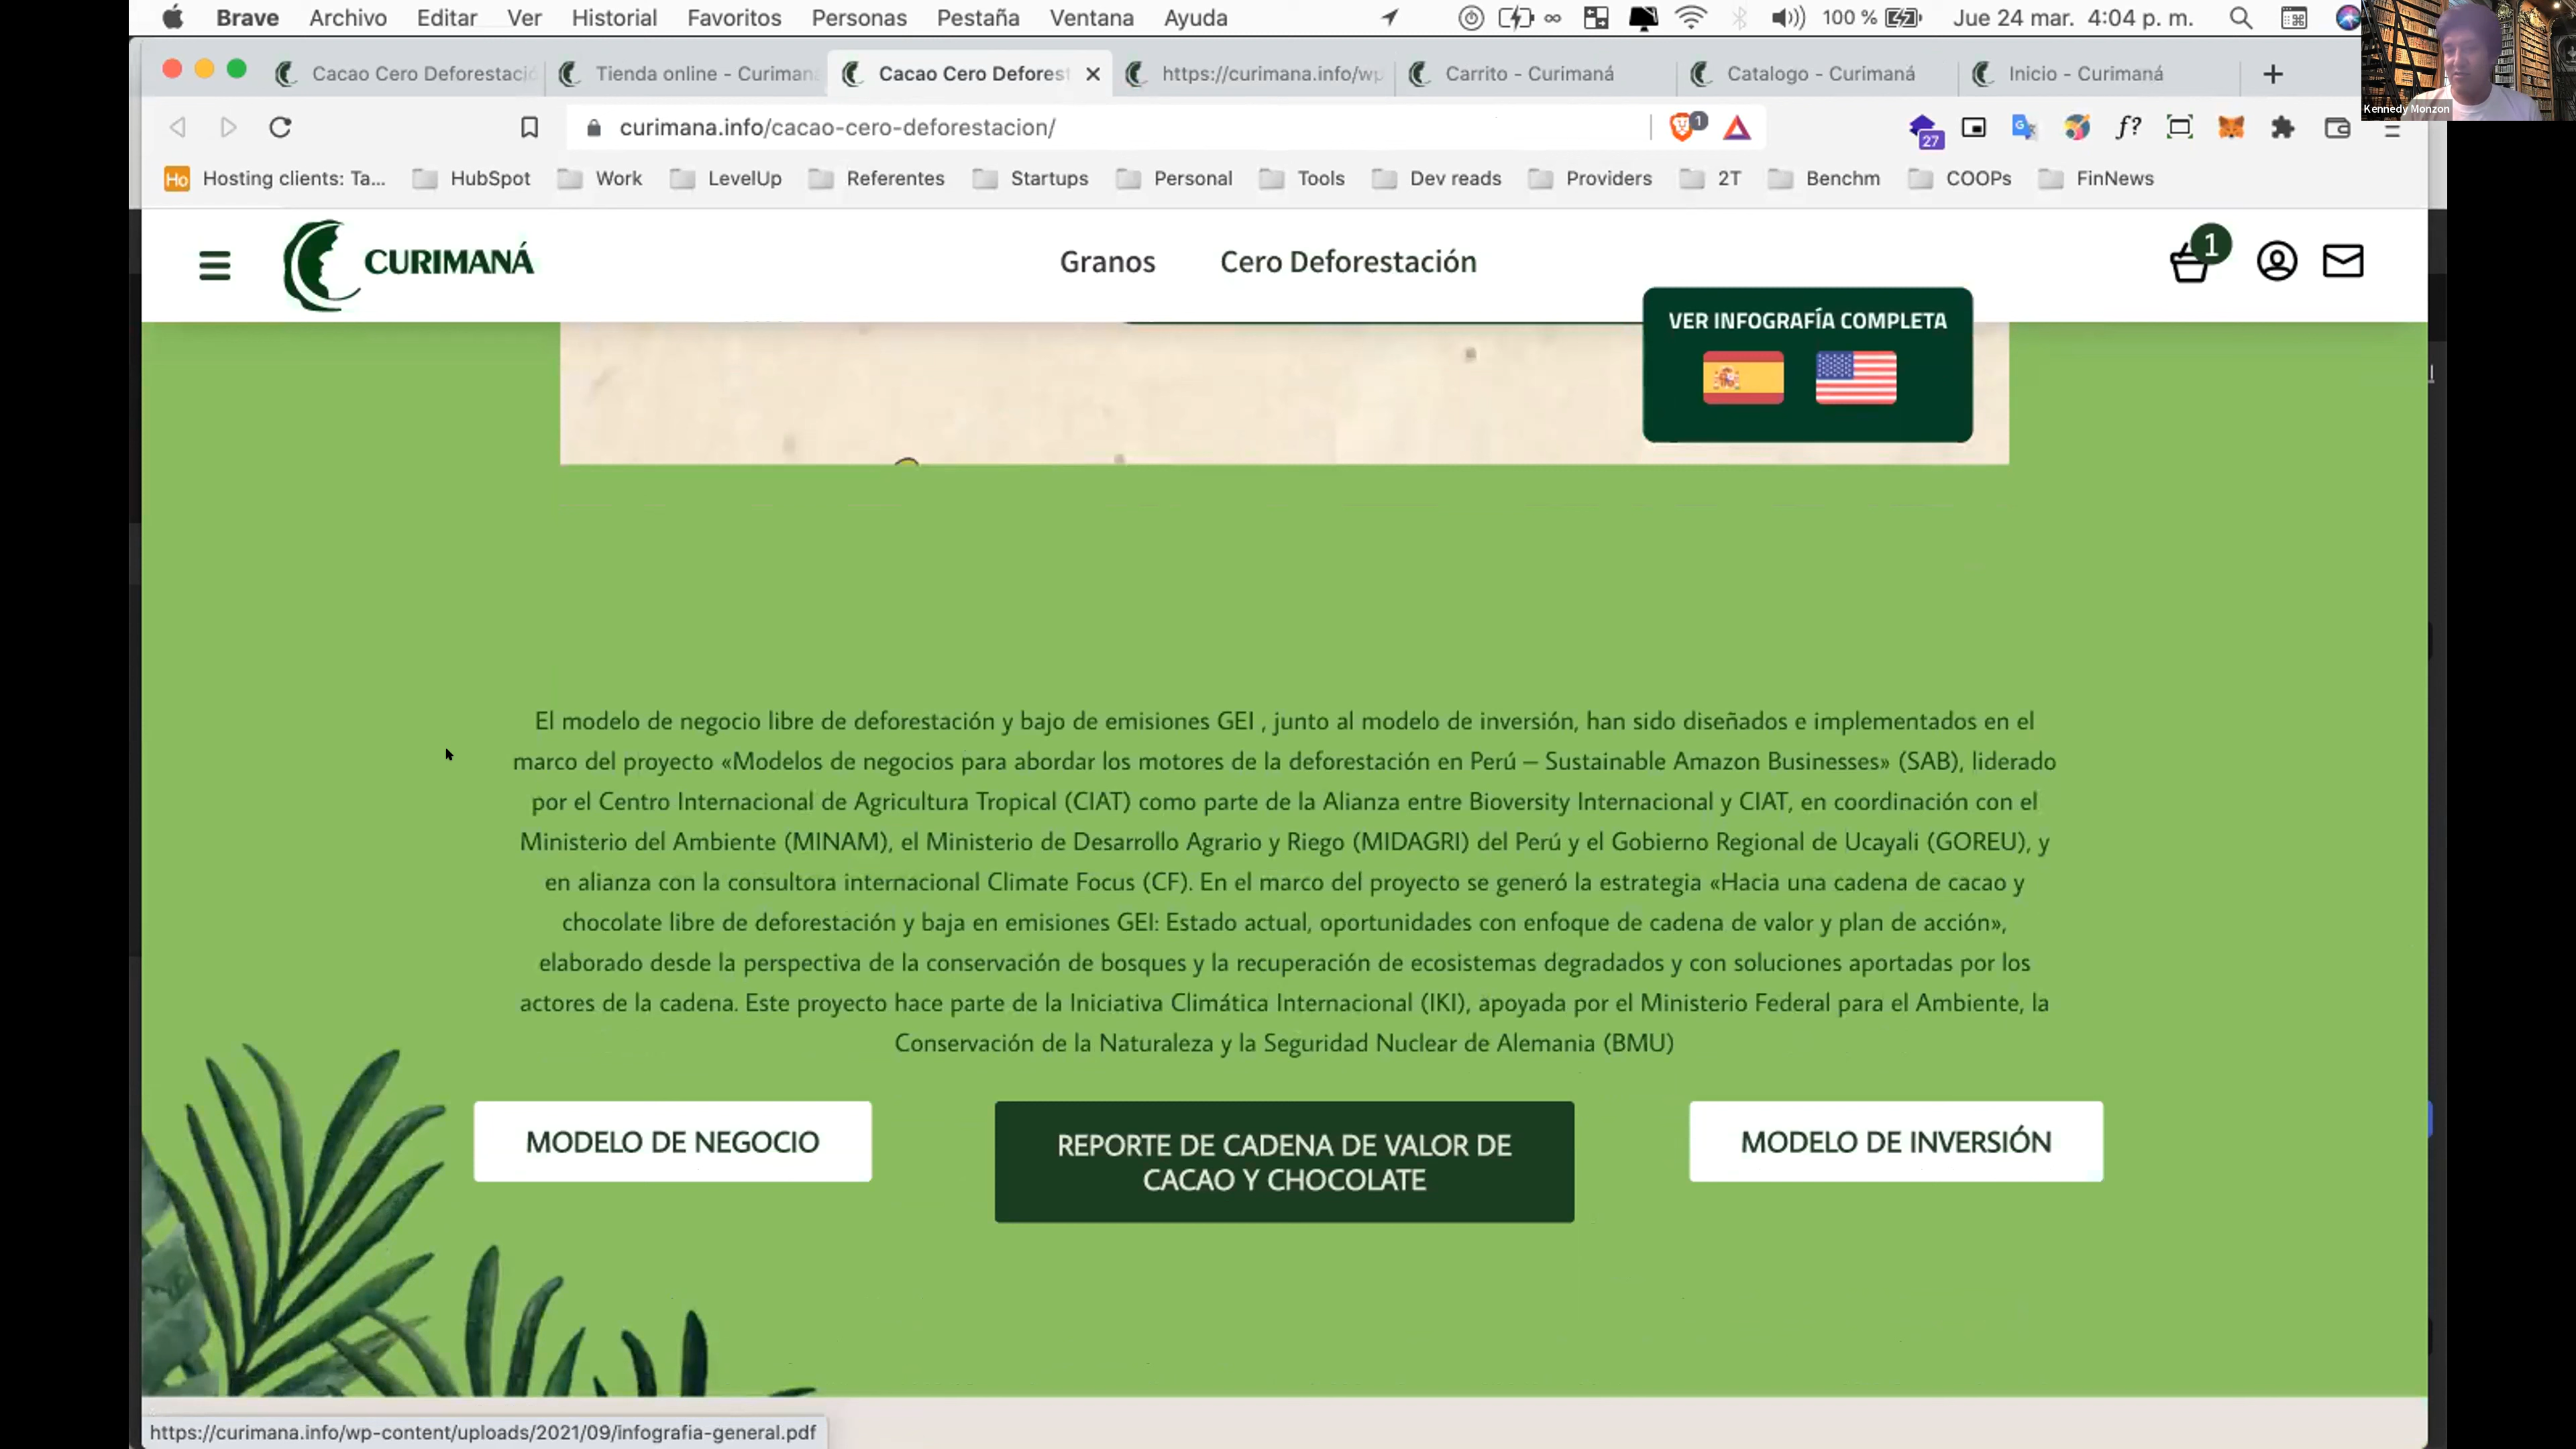 Brave Archivo Editar Ver Historial Favoritos Personas Pestaña Ventana Ayuda 100 % Jue 24 mar. 4:04 p. m.
Kennedy Monzon
Cacao Cero Deforestació Tienda online - Curimaná Cacao Cero Deforest https://curimana.info/wp Carrito - Curimaná Catalogo - Curimaná Inicio - Curimaná
curimana.info/cacao-cero-deforestacion/ 1 27 f?
Ho Hosting clients: Ta... HubSpot Work LevelUp Referentes Startups Personal Tools Dev reads Providers 2T Benchm COOPs FinNews
CURIMANÁ Granos Cero Deforestación 1
VER INFOGRAFÍA COMPLETA
El modelo de negocio libre de deforestación y bajo de emisiones GEI , junto al modelo de inversión, han sido diseñados e implementados en el
marco del proyecto «Modelos de negocios para abordar los motores de la deforestación en Perú – Sustainable Amazon Businesses» (SAB), liderado
por el Centro Internacional de Agricultura Tropical (CIAT) como parte de la Alianza entre Bioversity Internacional y CIAT, en coordinación con el
Ministerio del Ambiente (MINAM), el Ministerio de Desarrollo Agrario y Riego (MIDAGRI) del Perú y el Gobierno Regional de Ucayali (GOREU), y
en alianza con la consultora internacional Climate Focus (CF). En el marco del proyecto se generó la estrategia «Hacia una cadena de cacao y
chocolate libre de deforestación y baja en emisiones GEI: Estado actual, oportunidades con enfoque de cadena de valor y plan de acción»,
elaborado desde la perspectiva de la conservación de bosques y la recuperación de ecosistemas degradados y con soluciones aportadas por los
actores de la cadena. Este proyecto hace parte de la Iniciativa Climática Internacional (IKI), apoyada por el Ministerio Federal para el Ambiente, la
Conservación de la Naturaleza y la Seguridad Nuclear de Alemania (BMU)
MODELO DE NEGOCIO
REPORTE DE CADENA DE VALOR DE
CACAO Y CHOCOLATE
MODELO DE INVERSIÓN
https://curimana.info/wp-content/uploads/2021/09/infografia-general.pdf